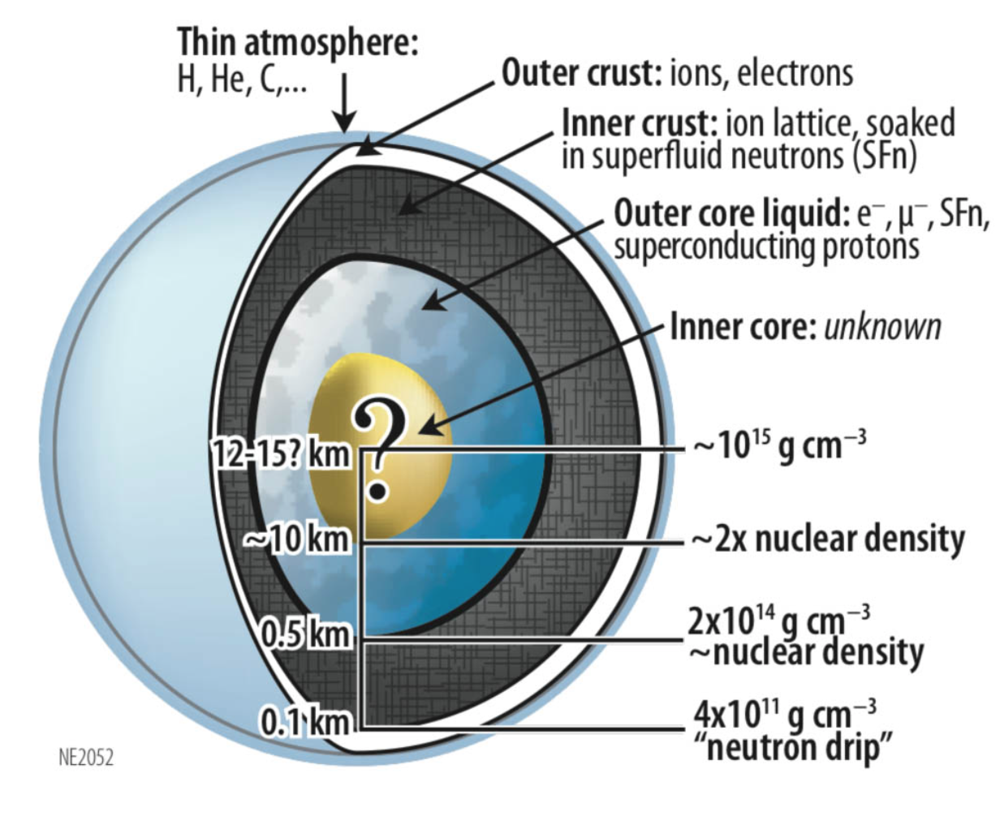 Thin atmosphere:
H, He, C,...
Outer crust: ions, electrons
Inner crust: ion lattice, soaked
in superfluid neutrons (SFn)
Outer core liquid: e⁻, μ⁻, SFn,
superconducting protons
Inner core: unknown
?
12-15? km
~10¹⁵ g cm⁻³
~10 km
~2x nuclear density
0.5 km
2x10¹⁴ g cm⁻³
~nuclear density
0.1 km
4x10¹¹ g cm⁻³
“neutron drip”
NE2052